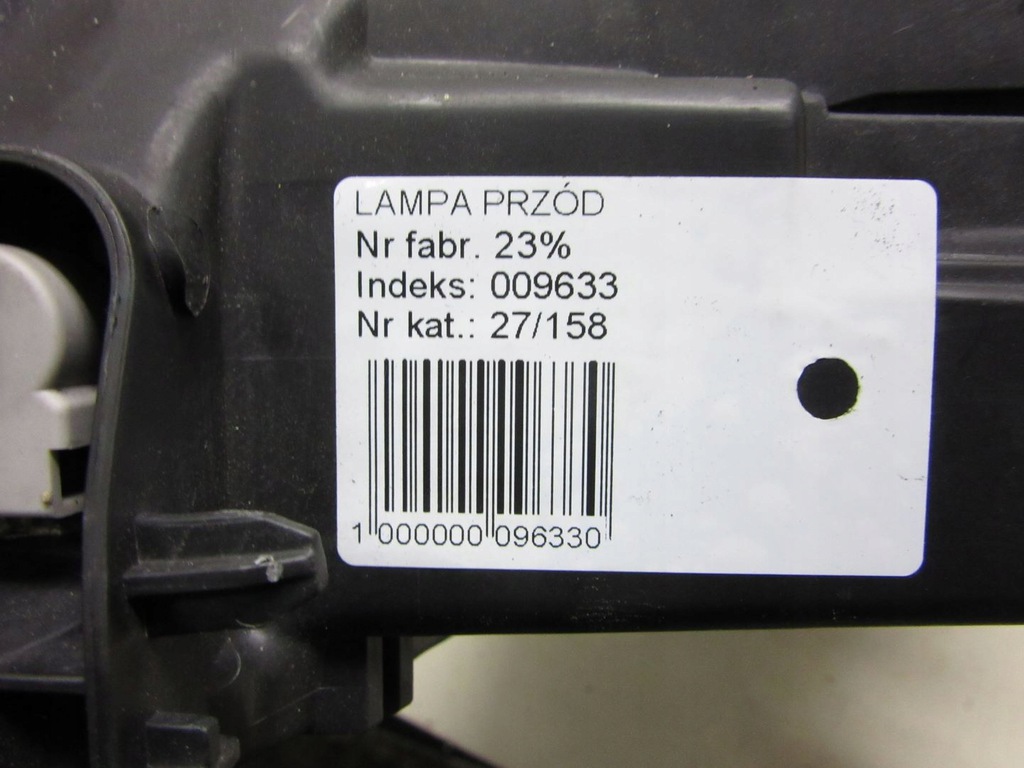 LAMPA PRZÓD
Nr fabr. 23%
Indeks: 009633
Nr kat.: 27/158
1 000000 096330